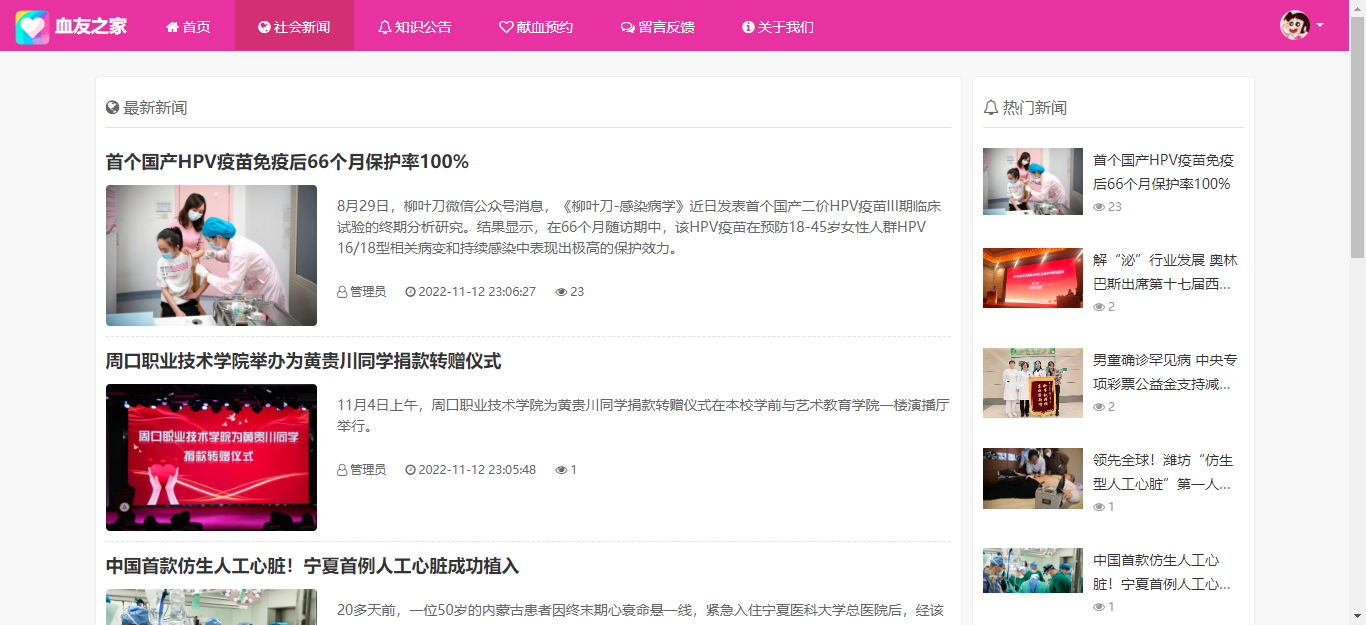 血友之家
首页
社会新闻
知识公告
献血预约
留言反馈
关于我们
最新新闻
首个国产HPV疫苗免疫后66个月保护率100%
8月29日，柳叶刀微信公众号消息，《柳叶刀-感染病学》近日发表首个国产二价HPV疫苗III期临床
试验的终期分析研究。结果显示，在66个月随访期中，该HPV疫苗在预防18-45岁女性人群HPV
16/18型相关病变和持续感染中表现出极高的保护效力。
管理员 2022-11-12 23:06:27 23
周口职业技术学院举办为黄贵川同学捐款转赠仪式
周口职业技术学院为黄贵川同学
捐款转赠仪式
11月4日上午，周口职业技术学院为黄贵川同学捐款转赠仪式在本校学前与艺术教育学院一楼演播厅
举行。
管理员 2022-11-12 23:05:48 1
中国首款仿生人工心脏！宁夏首例人工心脏成功植入
20多天前，一位50岁的内蒙古患者因终末期心衰命悬一线，紧急入住宁夏医科大学总医院后，经该
热门新闻
首个国产HPV疫苗免疫
后66个月保护率100%
23
解“泌”行业发展 奥林
巴斯出席第十七届西...
2
男童确诊罕见病 中央专
项彩票公益金支持减...
2
领先全球！潍坊“仿生
型人工心脏”第一人...
1
中国首款仿生人工心
脏！宁夏首例人工心...
1